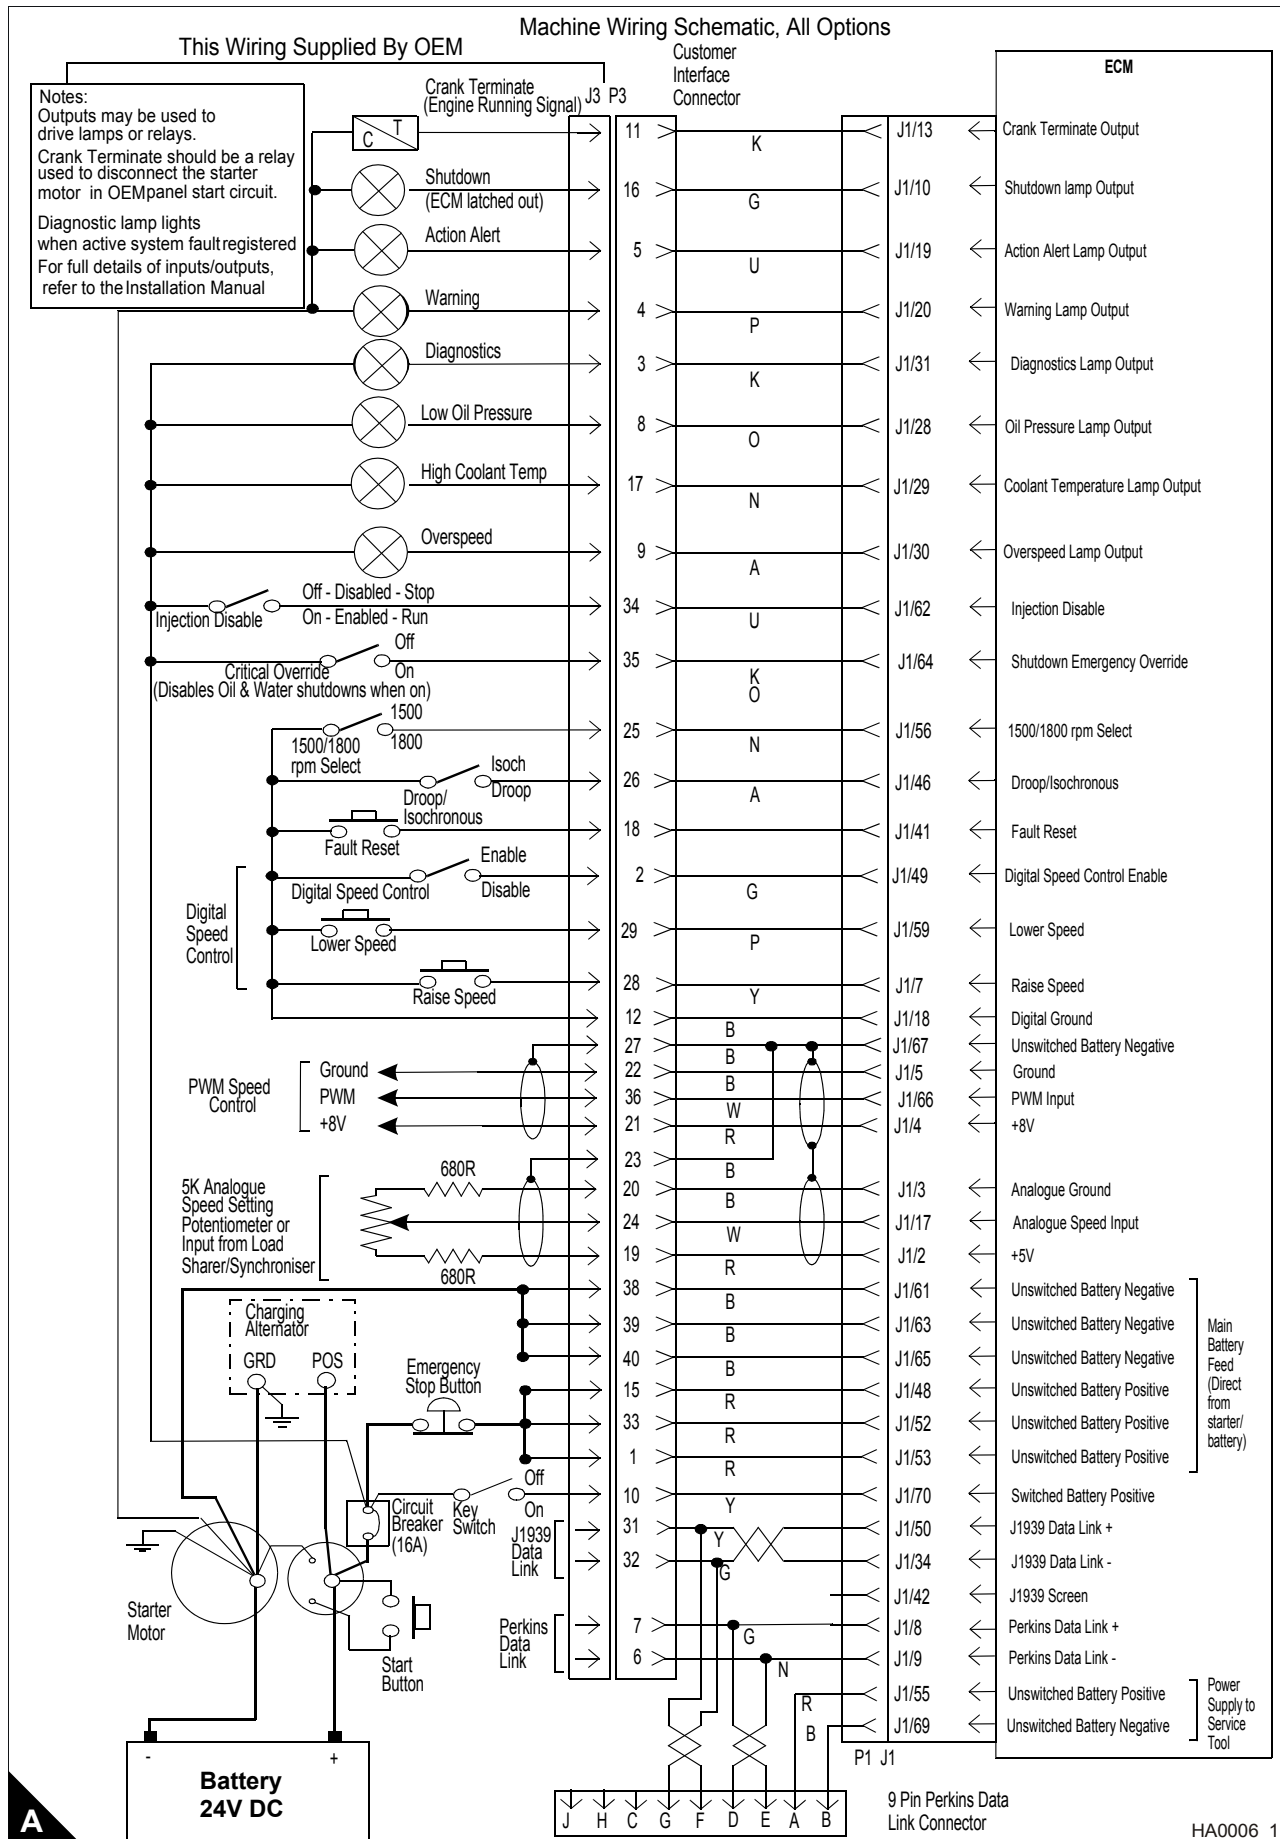 Machine Wiring Schematic, All Options
This Wiring Supplied By OEM
Customer
Interface
Connector
ECM
Notes:
Outputs may be used to
drive lamps or relays.
Crank Terminate should be a relay
used to disconnect the starter
motor in OEM panel start circuit.
Diagnostic lamp lights
when active system fault registered
For full details of inputs/outputs,
refer to the Installation Manual
J3 P3
Crank Terminate
(Engine Running Signal)
C T
11 K J1/13 Crank Terminate Output
Shutdown
(ECM latched out)
16 G J1/10 Shutdown lamp Output
Action Alert 5 U J1/19 Action Alert Lamp Output
Warning 4 P J1/20 Warning Lamp Output
Diagnostics 3 K J1/31 Diagnostics Lamp Output
Low Oil Pressure 8 O J1/28 Oil Pressure Lamp Output
High Coolant Temp 17 N J1/29 Coolant Temperature Lamp Output
Overspeed 9 A J1/30 Overspeed Lamp Output
Off - Disabled - Stop
Injection Disable On - Enabled - Run
34 U J1/62 Injection Disable
Off
Critical Override On
(Disables Oil & Water shutdowns when on)
35 K J1/64 Shutdown Emergency Override
O
1500
1500/1800 1800
rpm Select
25 N J1/56 1500/1800 rpm Select
Isoch
Droop/ Droop
Isochronous
26 A J1/46 Droop/Isochronous
Fault Reset 18 J1/41 Fault Reset
Digital
Speed
Control
Enable
Digital Speed Control Disable
2 G J1/49 Digital Speed Control Enable
Lower Speed 29 P J1/59 Lower Speed
Raise Speed 28 Y J1/7 Raise Speed
12 B J1/18 Digital Ground
27 B J1/67 Unswitched Battery Negative
PWM Speed
Control
Ground 22 B J1/5 Ground
PWM 36 W J1/66 PWM Input
+8V 21 R J1/4 +8V
23 B
5K Analogue
Speed Setting
Potentiometer or
Input from Load
Sharer/Synchroniser
680R
680R
20 B J1/3 Analogue Ground
24 W J1/17 Analogue Speed Input
19 R J1/2 +5V
38 B J1/61 Unswitched Battery Negative
39 B J1/63 Unswitched Battery Negative
40 B J1/65 Unswitched Battery Negative
15 R J1/48 Unswitched Battery Positive
33 R J1/52 Unswitched Battery Positive
1 R J1/53 Unswitched Battery Positive
Main
Battery
Feed
(Direct
from
starter/
battery)
Charging
Alternator
GRD POS
Emergency
Stop Button
Circuit
Breaker
(16A)
Off
Key On
Switch
10 Y J1/70 Switched Battery Positive
J1939
Data
Link
31 Y J1/50 J1939 Data Link +
32 G J1/34 J1939 Data Link -
J1/42 J1939 Screen
Perkins
Data
Link
7 G J1/8 Perkins Data Link +
6 N J1/9 Perkins Data Link -
R J1/55 Unswitched Battery Positive
B J1/69 Unswitched Battery Negative
Power
Supply to
Service
Tool
P1 J1
Starter
Motor
Start
Button
- +
Battery
24V DC
J H C G F D E A B
9 Pin Perkins Data
Link Connector
A
HA0006 1